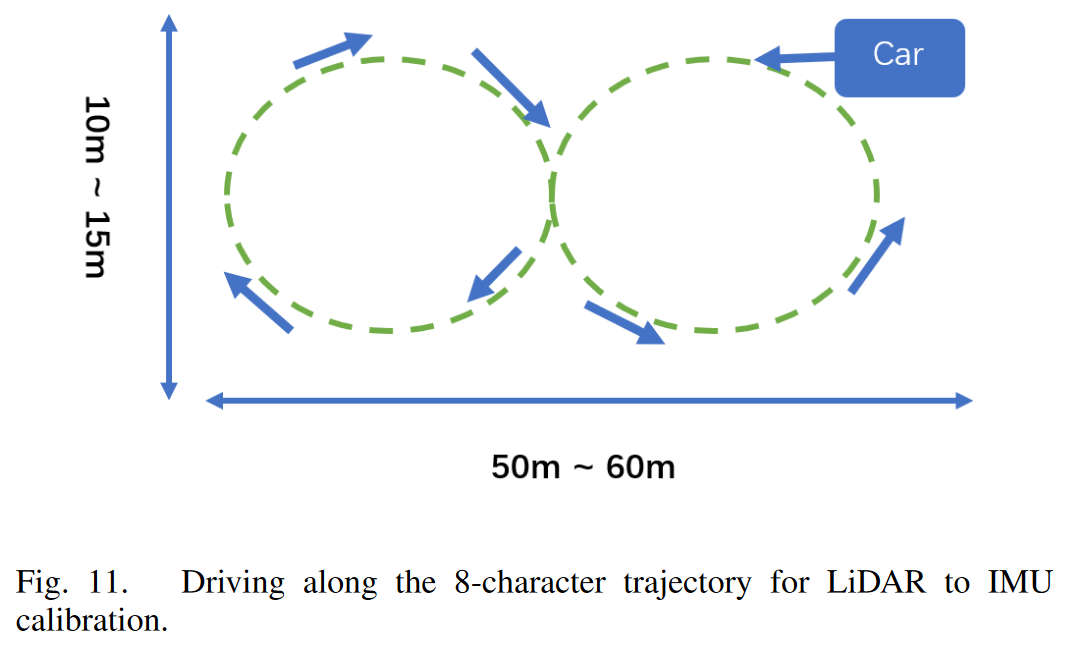 Car
10m ~ 15m
50m ~ 60m
Fig. 11. Driving along the 8-character trajectory for LiDAR to IMU
calibration.